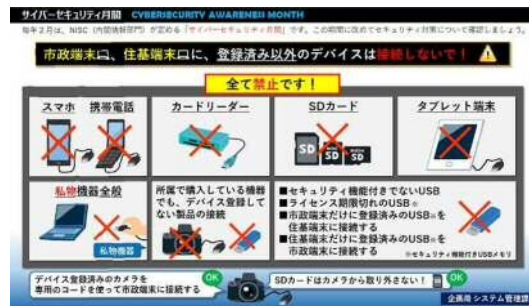 サイバーセキュリティ月間 CYBERSECURITY AWARENESS MONTH
毎年2月は、NISC（内閣情報部門）が定める「サイバーセキュリティ月間」です。この期間に改めてセキュリティ対策について確認しましょう。
市政端末、住基端末に、登録済み以外のデバイスは接続しないで！
全て禁止です！
スマホ 携帯電話
カードリーダー
SDカード
タブレット端末
SD
SD
私物機器全般
私物機器
所属で購入している機器
でも、デバイス登録して
ない製品の接続
■セキュリティ機能付きでないUSB
■ライセンス期限切れのUSB※
■市政端末だけに登録済みのUSB※を
住基端末に接続する
■住基端末だけに登録済みのUSB※を
市政端末に接続する
※セキュリティ機能付きUSBメモリ
デバイス登録済みのカメラを
専用のコードを使って市政端末に接続する
OK
SDカードはカメラから取り外さない！
OK
企画用 システム管理課